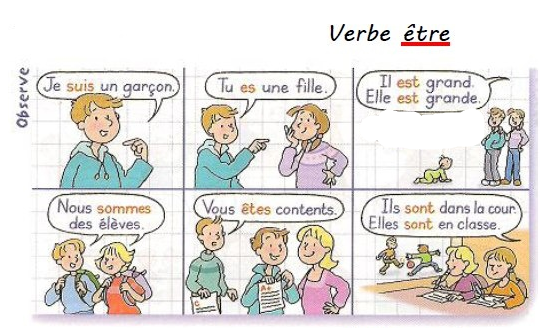 Verbe être
Observe
Je suis un garçon.
Tu es une fille.
Il est grand.
Elle est grande.
Nous sommes
des élèves.
Vous êtes contents.
Ils sont dans la cour.
Elles sont en classe.
C
A+